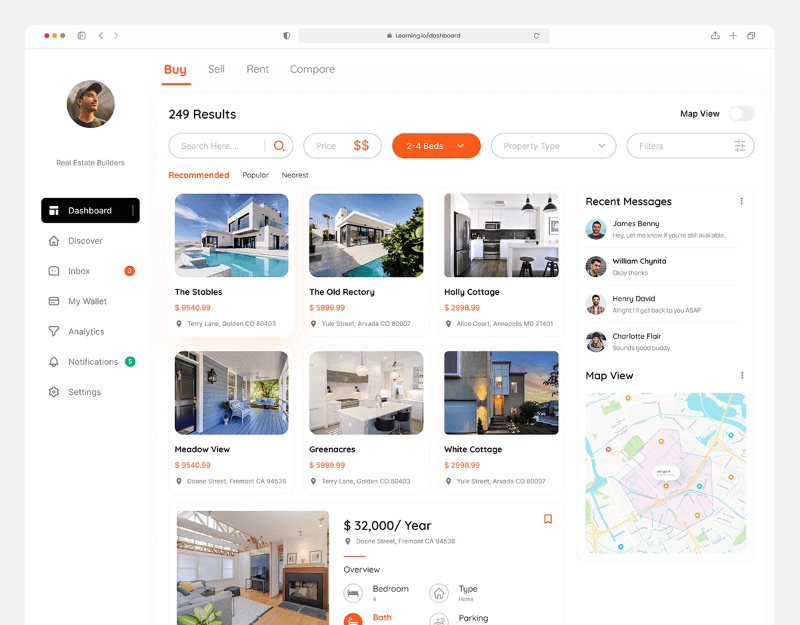 Learning.io/dashboard
Buy
Sell
Rent
Compare
249 Results
Map View
Search Here....
Price
$$
2-4 Beds
Property Type
Filters
Recommended
Popular
Nearest
Real Estate Builders
Dashboard
Discover
Inbox
3
My Wallet
Analytics
Notifications
5
Settings
The Stables
$ 9540.99
Terry Lane, Golden CO 80403
The Old Rectory
$ 5999.99
Yule Street, Arvada CO 80007
Holly Cottage
$ 2998.99
Alice Court, Annapolis MD 21401
Meadow View
$ 9540.99
Doane Street, Fremont CA 94538
Greenacres
$ 5999.99
Terry Lane, Golden CO 80403
White Cottage
$ 2998.99
Yule Street, Arvada CO 80007
$ 32,000/ Year
Doane Street, Fremont CA 94538
Overview
Bedroom
4
Type
Home
Bath
Parking
Recent Messages
James Benny
Hey, Let me know if you're still available...
William Chynita
Okay thanks
Henry David
Alright I'll get back to you ASAP
Charlotte Flair
Sounds good buddy
Map View